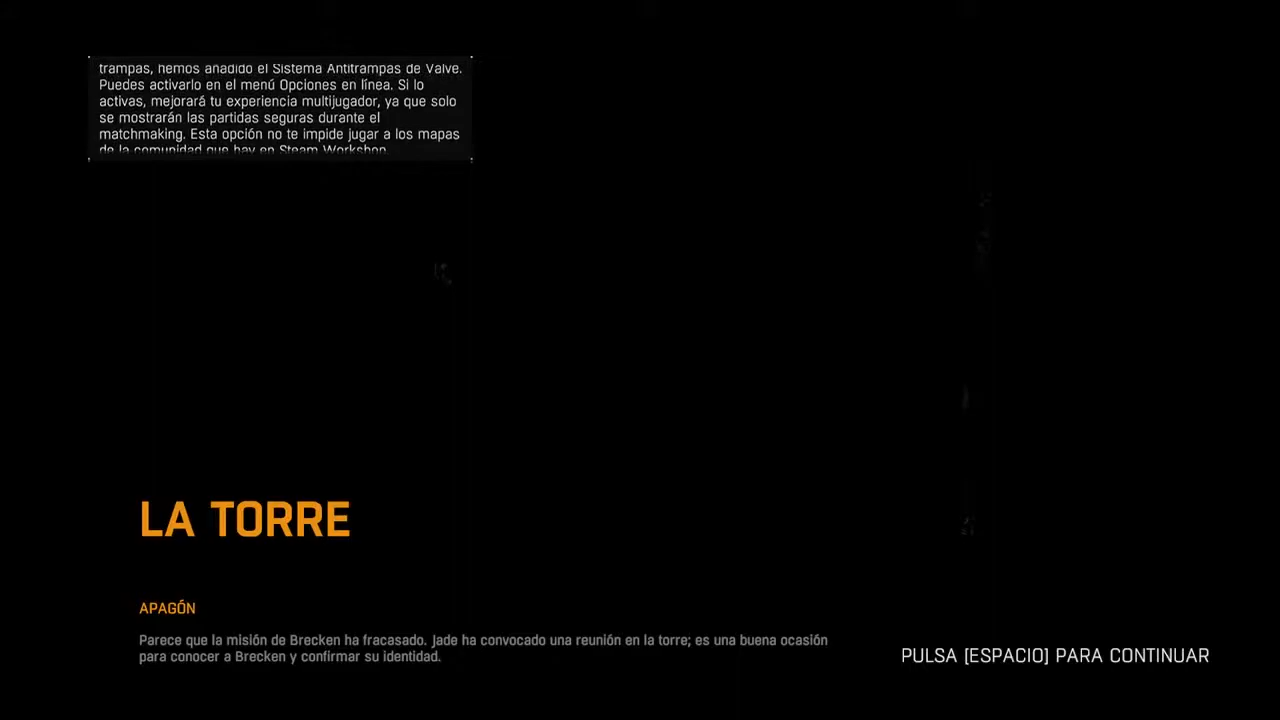 trampas, hemos añadido el Sistema Antitrampas de Valve.
Puedes activarlo en el menú Opciones en línea. Si lo
activas, mejorará tu experiencia multijugador, ya que solo
se mostrarán las partidas seguras durante el
matchmaking. Esta opción no te impide jugar a los mapas
de la comunidad que hay en Steam Workshop.
LA TORRE
APAGÓN
Parece que la misión de Brecken ha fracasado. Jade ha convocado una reunión en la torre; es una buena ocasión
para conocer a Brecken y confirmar su identidad.
PULSA [ESPACIO] PARA CONTINUAR